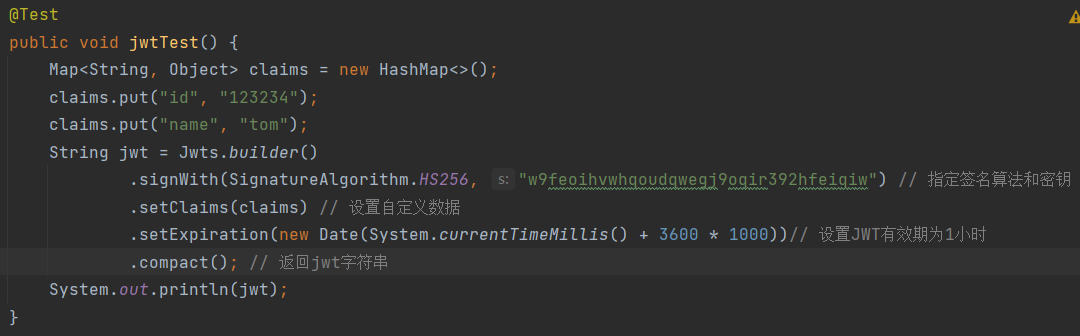 @Test
public void jwtTest() {
Map<String, Object> claims = new HashMap<>();
claims.put("id", "123234");
claims.put("name", "tom");
String jwt = Jwts.builder()
.signWith(SignatureAlgorithm.HS256, s: "w9feoihvwhqoudqwegj9oqir392hfeiqiw") // 指定签名算法和密钥
.setClaims(claims) // 设置自定义数据
.setExpiration(new Date(System.currentTimeMillis() + 3600 * 1000))// 设置JWT有效期为1小时
.compact(); // 返回jwt字符串
System.out.println(jwt);
}